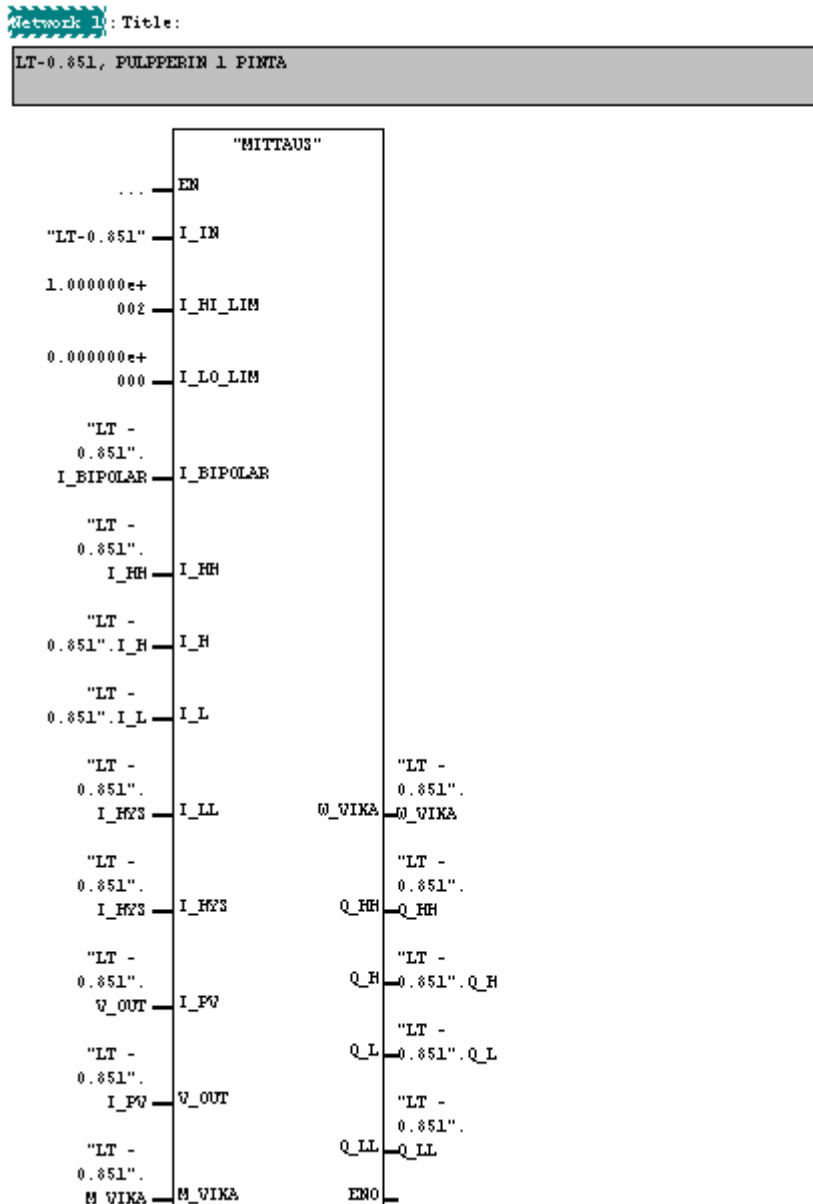 Network 1: Title:
LT-0.851, PULPPERIN 1 PINTA
"MITTAUS"
... EN
"LT-0.851" I_IN
1.000000e+
002 I_HI_LIM
0.000000e+
000 I_LO_LIM
"LT -
0.851".
I_BIPOLAR I_BIPOLAR
"LT -
0.851".
I_HH I_HH
"LT -
0.851".I_H I_H
"LT -
0.851".I_L I_L
"LT - "LT -
0.851". 0.851".
I_HYS I_LL W_VIKA W_VIKA
"LT - "LT -
0.851". 0.851".
I_HYS I_HYS Q_HH Q_HH
"LT - "LT -
0.851". Q_H 0.851".Q_H
V_OUT I_PV
"LT -
"LT - Q_L 0.851".Q_L
0.851".
I_PV V_OUT "LT -
0.851".
"LT - Q_LL Q_LL
0.851".
M_VIKA M_VIKA ENO